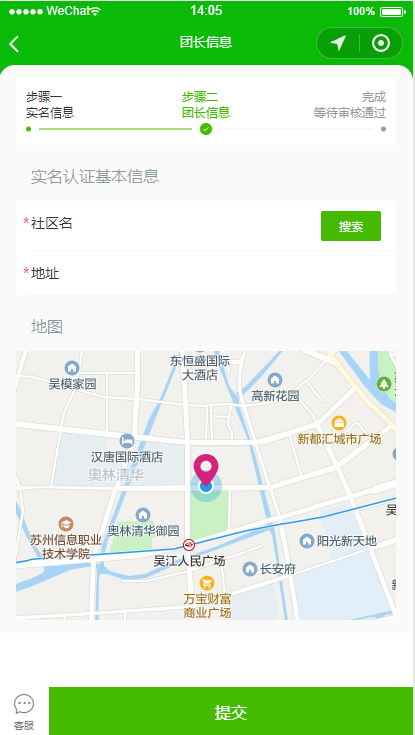 WeChat
14:05
100%
团长信息
步骤一
实名信息
步骤二
团长信息
完成
等待审核通过
实名认证基本信息
*社区名
搜索
*地址
地图
东恒盛国际
大酒店
吴模家园
高新花园
新都汇城市广场
汉唐国际酒店
奥林清华
奥林清华御园
苏州信息职业
技术学院
阳光新天地
吴江人民广场
长安府
万宝财富
商业广场
客服
提交